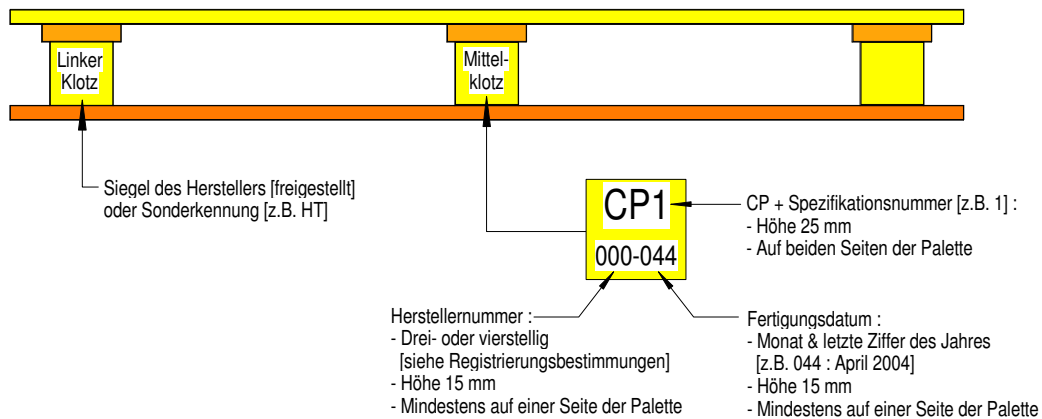 Linker
Klotz
Mittel-
klotz
Siegel des Herstellers [freigestellt]
oder Sonderkennung [z.B. HT]
CP1
000-044
CP + Spezifikationsnummer [z.B. 1] :
- Höhe 25 mm
- Auf beiden Seiten der Palette
Herstellernummer :
- Drei- oder vierstellig
[siehe Registrierungsbestimmungen]
- Höhe 15 mm
- Mindestens auf einer Seite der Palette
Fertigungsdatum :
- Monat & letzte Ziffer des Jahres
[z.B. 044 : April 2004]
- Höhe 15 mm
- Mindestens auf einer Seite der Palette